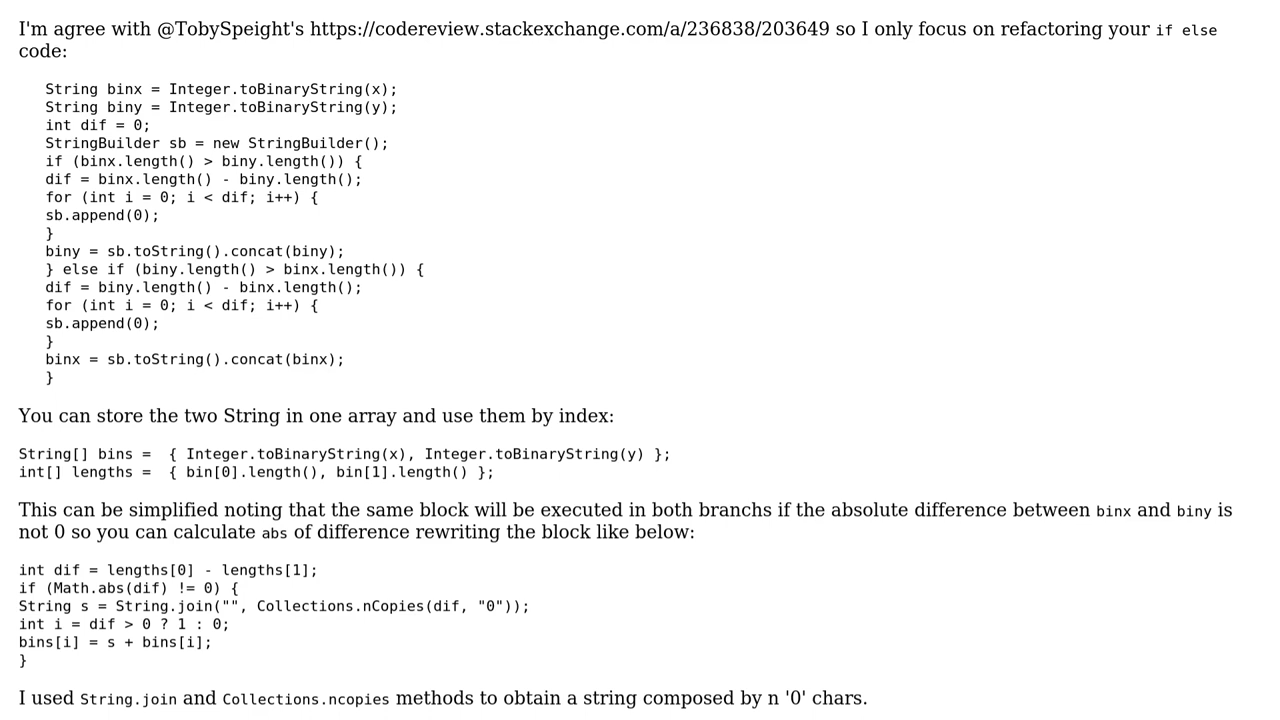 I'm agree with @TobySpeight's https://codereview.stackexchange.com/a/236838/203649 so I only focus on refactoring your if else
code:
String binx = Integer.toBinaryString(x);
String biny = Integer.toBinaryString(y);
int dif = 0;
StringBuilder sb = new StringBuilder();
if (binx.length() > biny.length()) {
dif = binx.length() - biny.length();
for (int i = 0; i < dif; i++) {
sb.append(0);
}
biny = sb.toString().concat(biny);
} else if (biny.length() > binx.length()) {
dif = biny.length() - binx.length();
for (int i = 0; i < dif; i++) {
sb.append(0);
}
binx = sb.toString().concat(binx);
}
You can store the two String in one array and use them by index:
String[] bins =  { Integer.toBinaryString(x), Integer.toBinaryString(y) };
int[] lengths =  { bin[0].length(), bin[1].length() };
This can be simplified noting that the same block will be executed in both branchs if the absolute difference between binx and biny is
not 0 so you can calculate abs of difference rewriting the block like below:
int dif = lengths[0] - lengths[1];
if (Math.abs(dif) != 0) {
String s = String.join("", Collections.nCopies(dif, "0"));
int i = dif > 0 ? 1 : 0;
bins[i] = s + bins[i];
}
I used String.join and Collections.ncopies methods to obtain a string composed by n '0' chars.